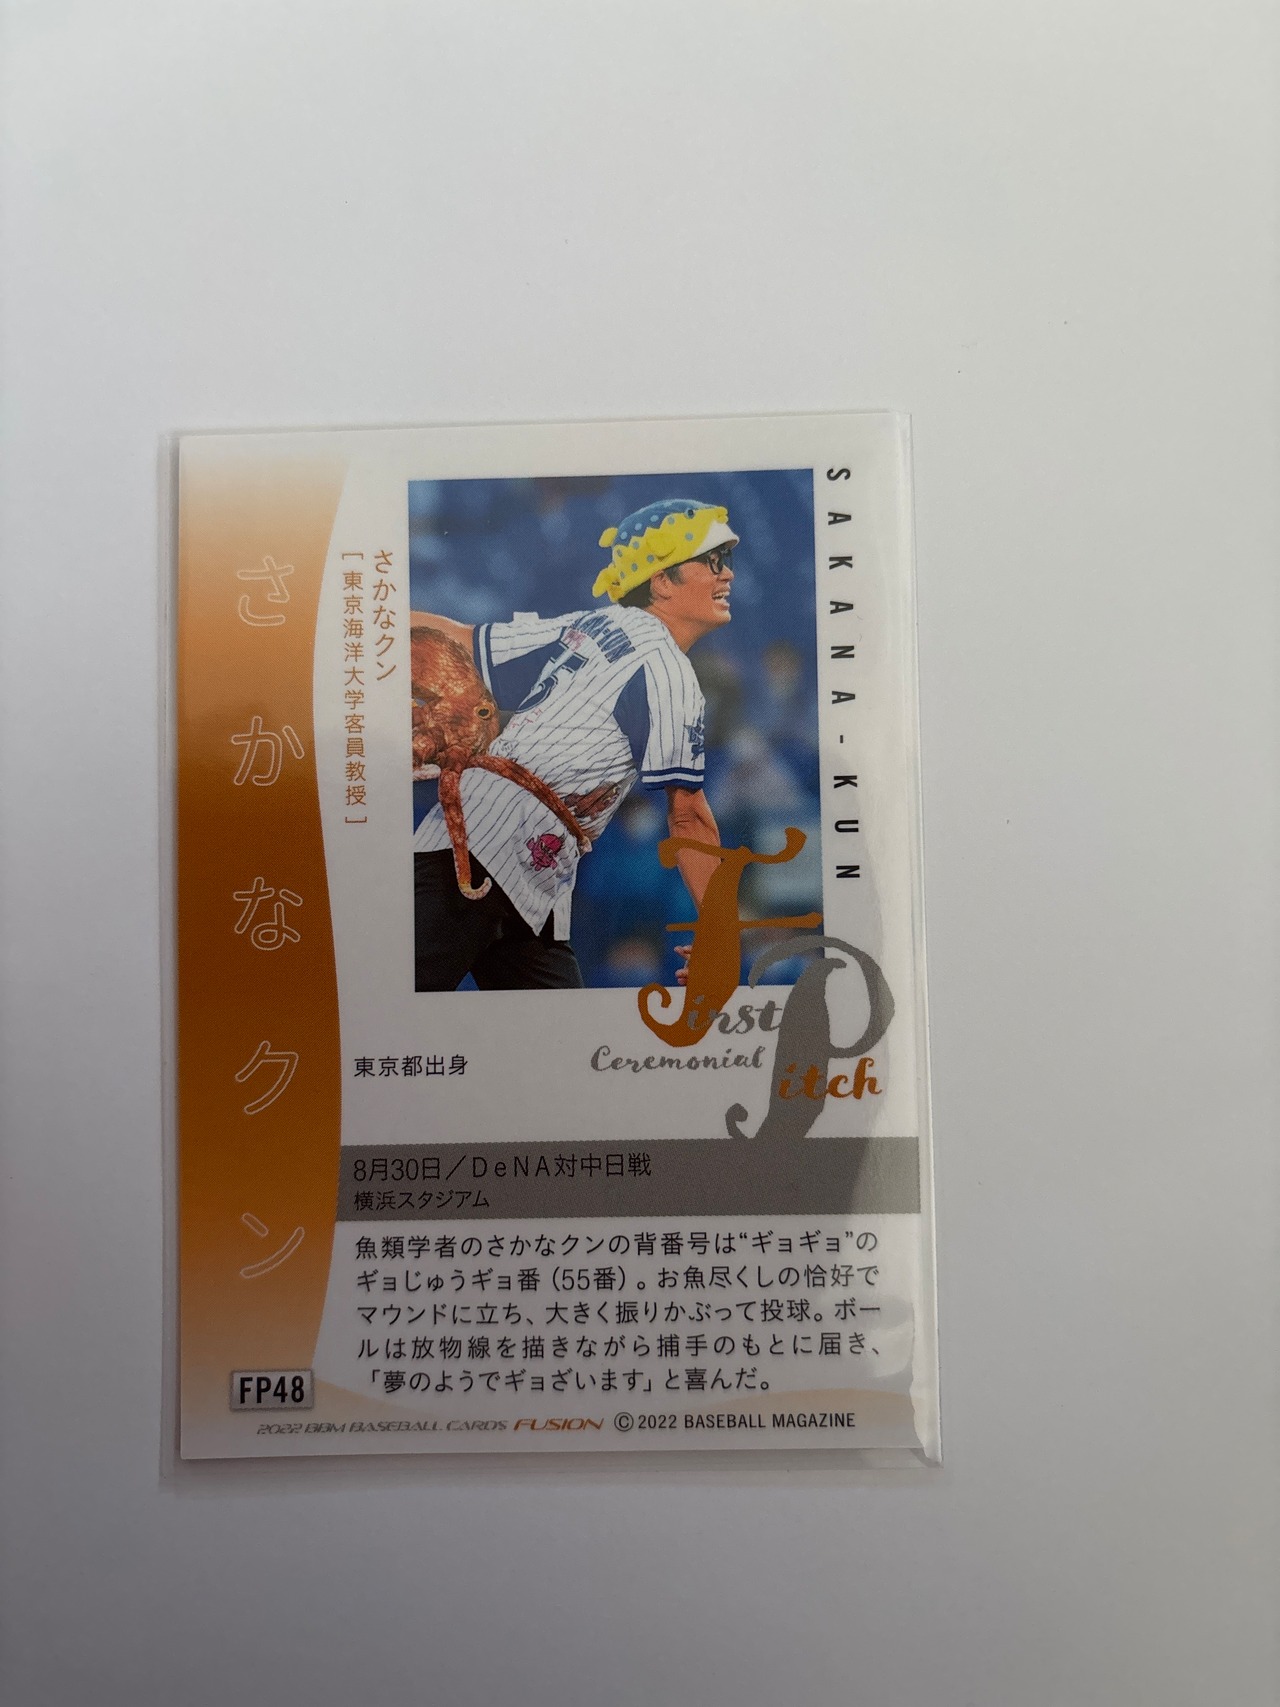 SAKANA-KUN
さかなクン
[東京海洋大学客員教授]
さかなクン
KUN
First
Ceremonial
Pitch
東京都出身
8月30日／DeNA対中日戦
横浜スタジアム
魚類学者のさかなクンの背番号は“ギョギョ”の
ギョじゅうギョ番（55番）。お魚尽くしの恰好で
マウンドに立ち、大きく振りかぶって投球。ボー
ルは放物線を描きながら捕手のもとに届き、
「夢のようでギョざいます」と喜んだ。
FP48
2022 BBM BASEBALL CARDS FUSION ©2022 BASEBALL MAGAZINE